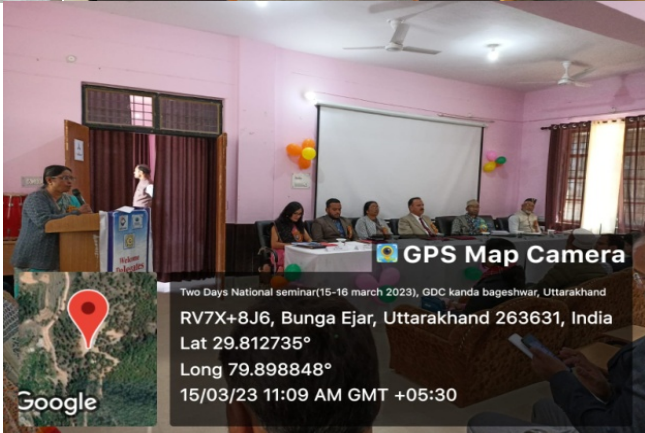 Welcome
Delegates
GPS Map Camera
Two Days National seminar(15-16 march 2023), GDC kanda bageshwar, Uttarakhand
RV7X+8J6, Bunga Ejar, Uttarakhand 263631, India
Lat 29.812735°
Long 79.898848°
15/03/23 11:09 AM GMT +05:30
Google